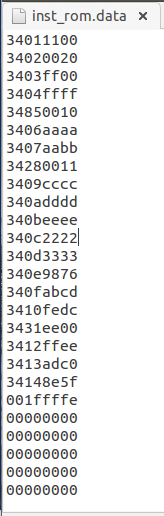 inst_rom.data ×
34011100
34020020
3403ff00
3404ffff
34850010
3406aaaa
3407aabb
34280011
3409cccc
340adddd
340beeee
340c2222
340d3333
340e9876
340fabcd
3410fedc
3431ee00
3412ffee
3413adc0
34148e5f
001ffffe
00000000
00000000
00000000
00000000
00000000